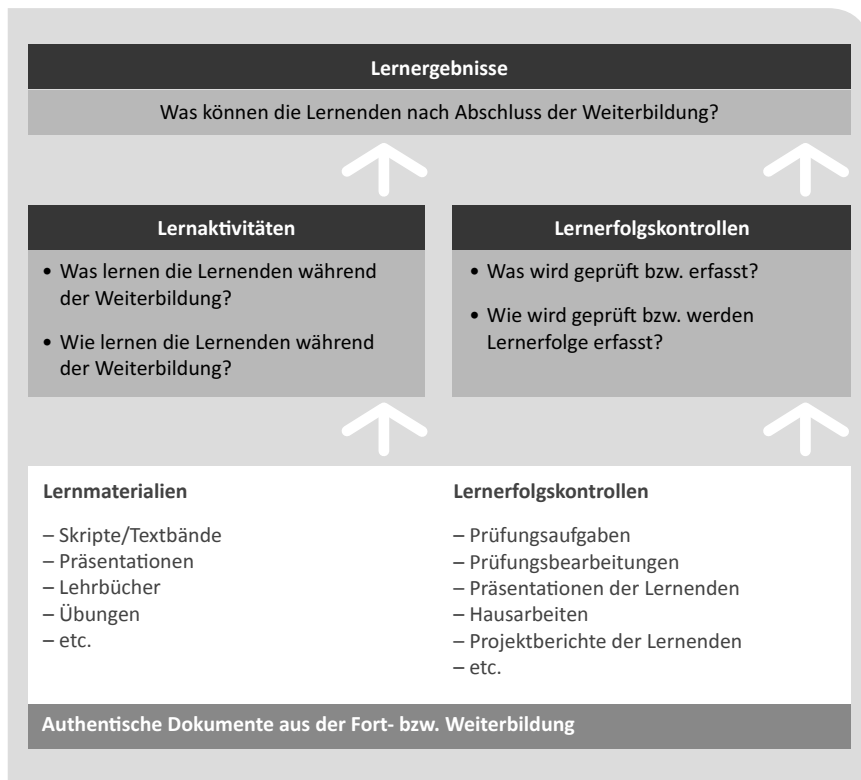 Lernergebnisse
Was können die Lernenden nach Abschluss der Weiterbildung?
Lernaktivitäten
• Was lernen die Lernenden während
der Weiterbildung?
• Wie lernen die Lernenden während
der Weiterbildung?
Lernerfolgskontrollen
• Was wird geprüft bzw. erfasst?
• Wie wird geprüft bzw. werden
Lernerfolge erfasst?
Lernmaterialien
– Skripte/Textbände
– Präsentationen
– Lehrbücher
– Übungen
– etc.
Lernerfolgskontrollen
– Prüfungsaufgaben
– Prüfungsbearbeitungen
– Präsentationen der Lernenden
– Hausarbeiten
– Projektberichte der Lernenden
– etc.
Authentische Dokumente aus der Fort- bzw. Weiterbildung